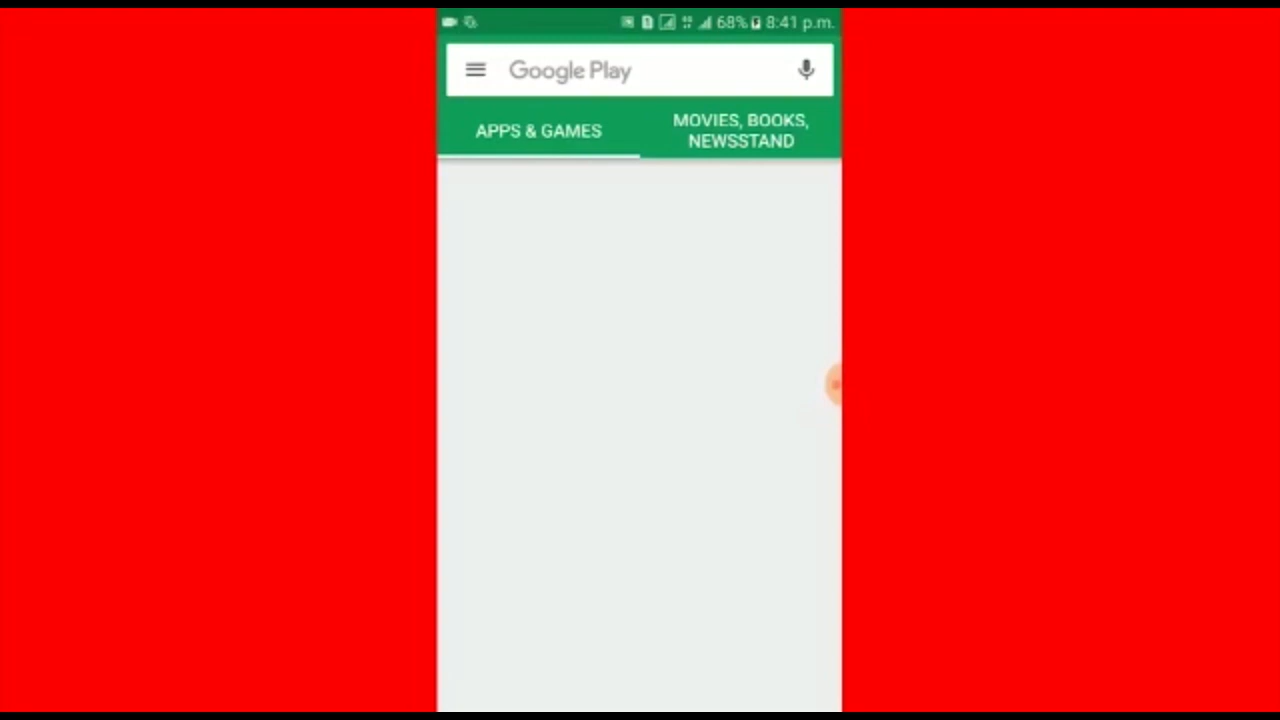 68% 8:41 p.m.
Google Play
APPS & GAMES
MOVIES, BOOKS,
NEWSSTAND